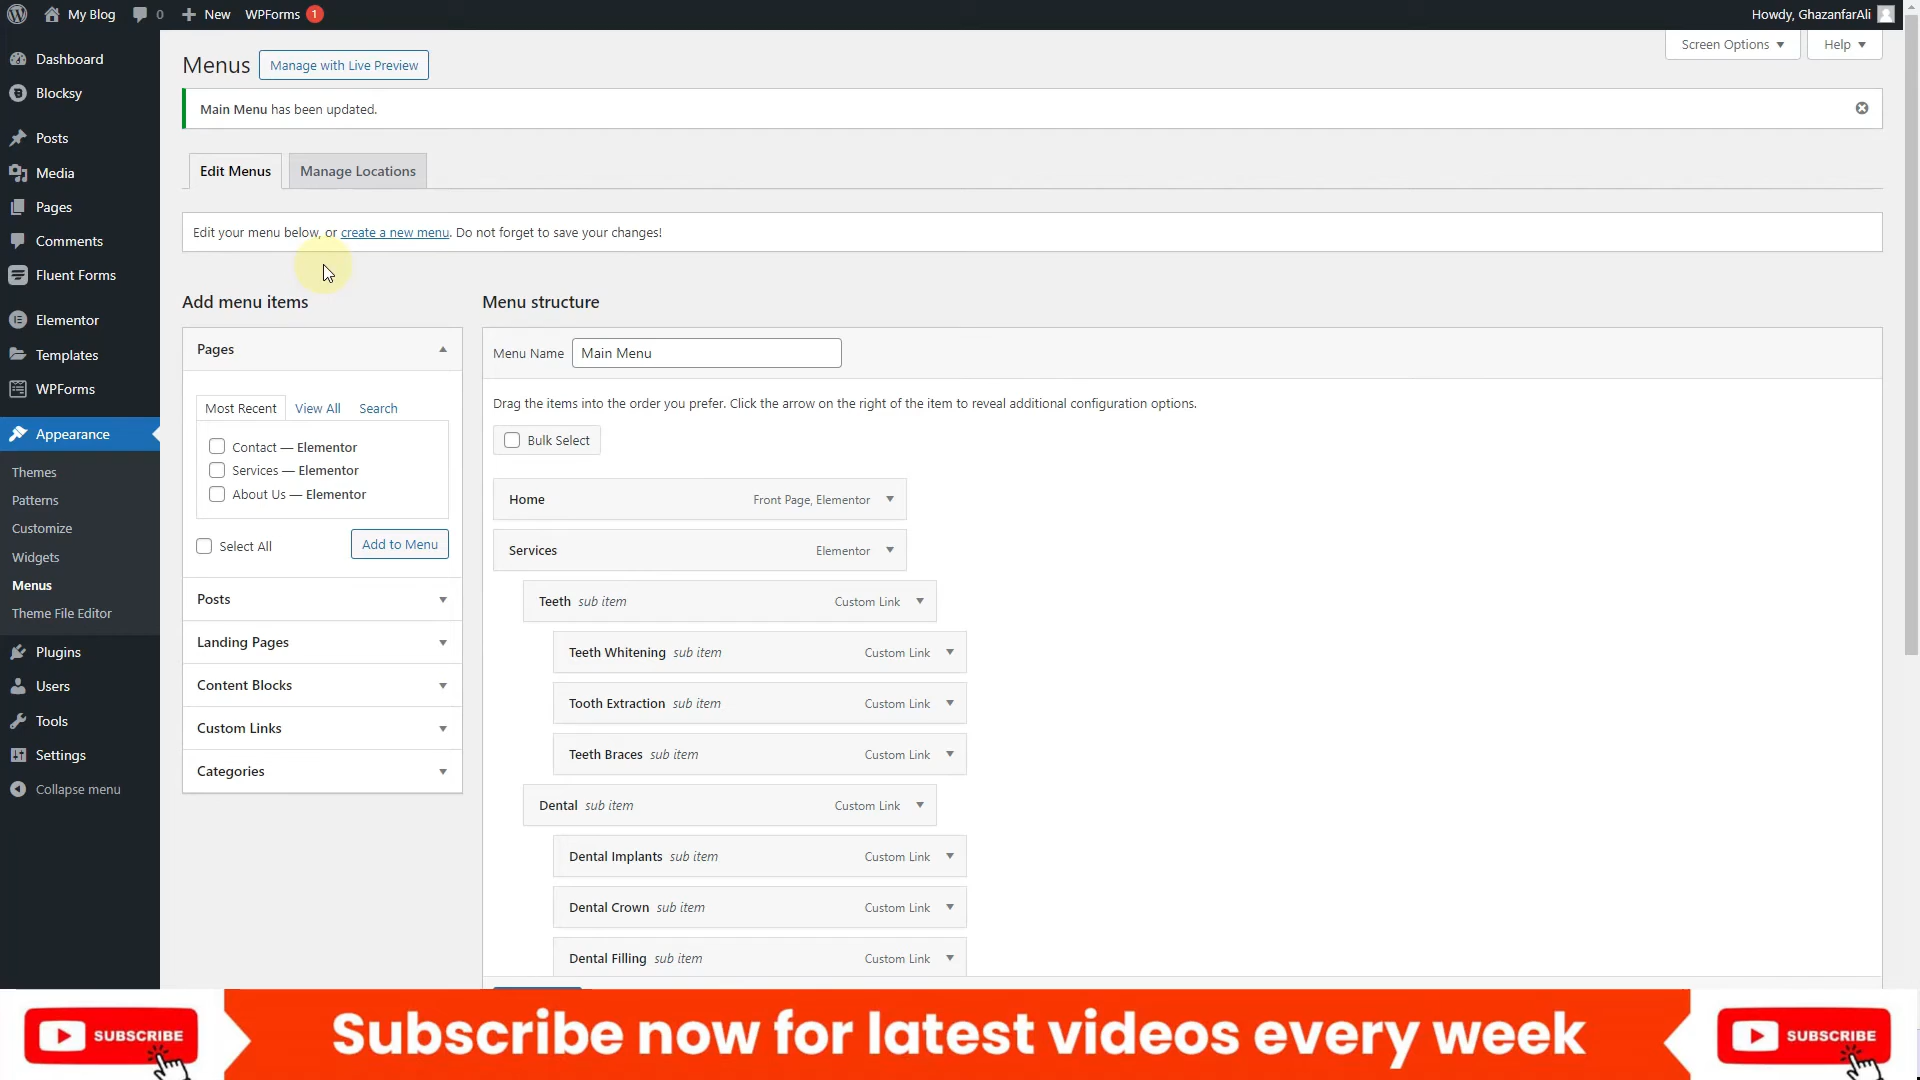 My Blog
0
New
WPForms
1
Howdy, GhazanfarAli
Dashboard
Blocksy
Posts
Media
Pages
Comments
Fluent Forms
Elementor
Templates
WPForms
Appearance
Themes
Patterns
Customize
Widgets
Menus
Theme File Editor
Plugins
Users
Tools
Settings
Collapse menu
Screen Options
Help
Menus
Manage with Live Preview
Main Menu has been updated.
Edit Menus
Manage Locations
Edit your menu below, or create a new menu. Do not forget to save your changes!
Add menu items
Pages
Most Recent
View All
Search
Contact — Elementor
Services — Elementor
About Us — Elementor
Select All
Add to Menu
Posts
Landing Pages
Content Blocks
Custom Links
Categories
Menu structure
Menu Name
Main Menu
Drag the items into the order you prefer. Click the arrow on the right of the item to reveal additional configuration options.
Bulk Select
Home
Front Page, Elementor
Services
Elementor
Teeth sub item
Custom Link
Teeth Whitening sub item
Custom Link
Tooth Extraction sub item
Custom Link
Teeth Braces sub item
Custom Link
Dental sub item
Custom Link
Dental Implants sub item
Custom Link
Dental Crown sub item
Custom Link
Dental Filling sub item
Custom Link
SUBSCRIBE
Subscribe now for latest videos every week
SUBSCRIBE